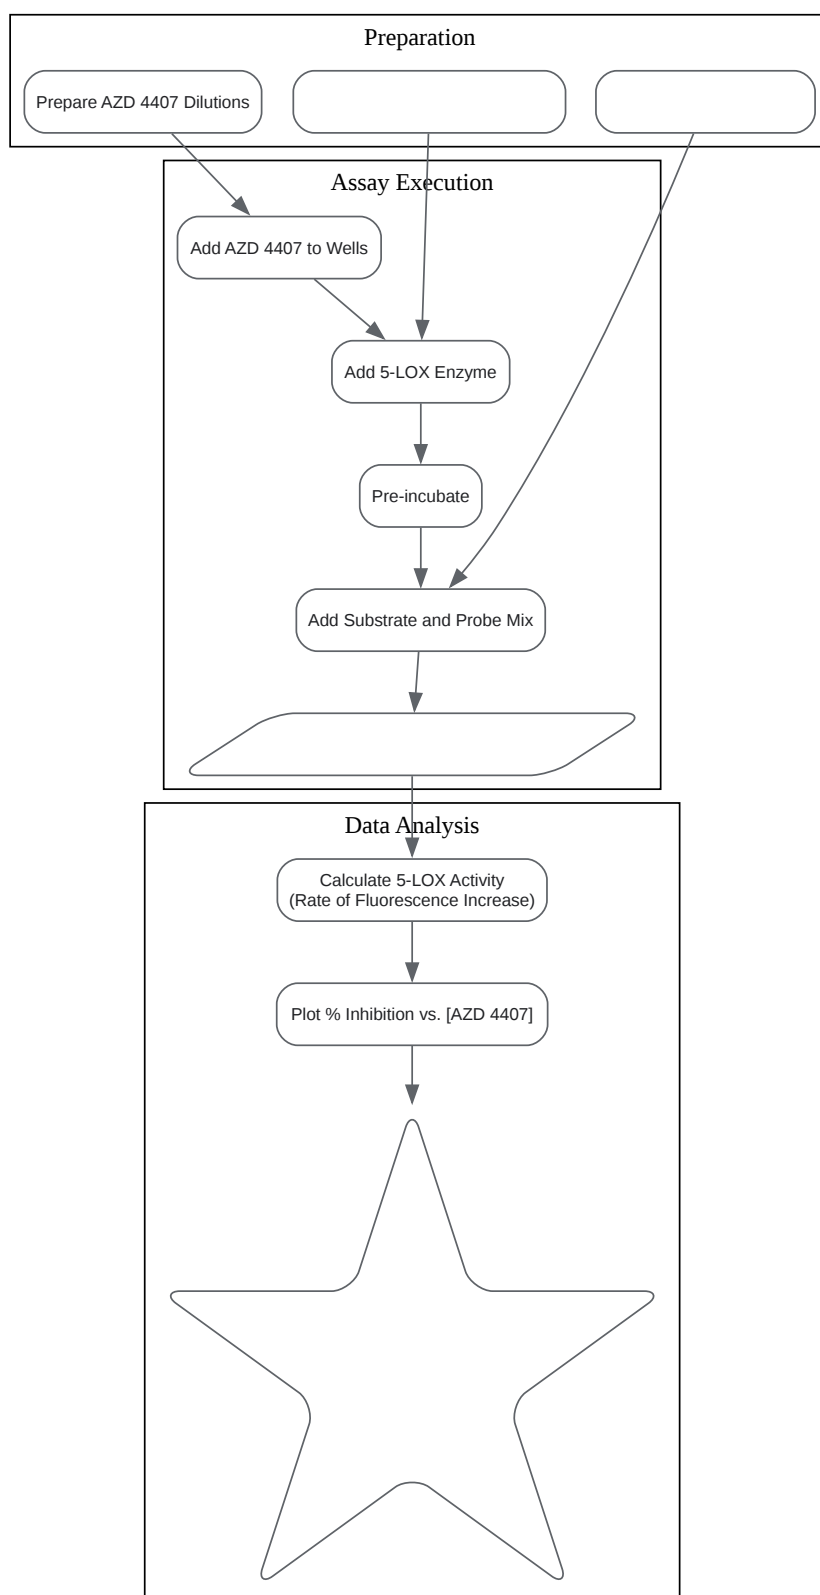 Preparation
Prepare AZD 4407 Dilutions
Assay Execution
Add AZD 4407 to Wells
Add 5-LOX Enzyme
Pre-incubate
Add Substrate and Probe Mix
Data Analysis
Calculate 5-LOX Activity
(Rate of Fluorescence Increase)
Plot % Inhibition vs. [AZD 4407]